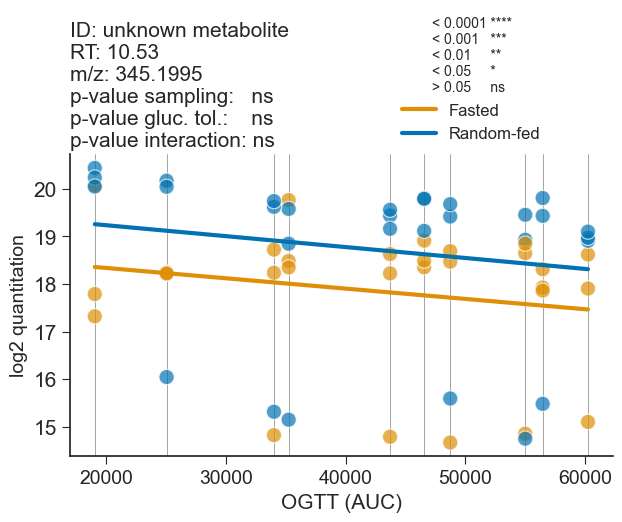 ID: unknown metabolite
RT: 10.53
m/z: 345.1995
p-value sampling: ns
p-value gluc. tol.: ns
p-value interaction: ns
< 0.0001 ****
< 0.001 ***
< 0.01 **
< 0.05 *
> 0.05 ns
Fasted
Random-fed
20
19
18
17
16
15
log2 quantitation
20000 30000 40000 50000 60000
OGTT (AUC)